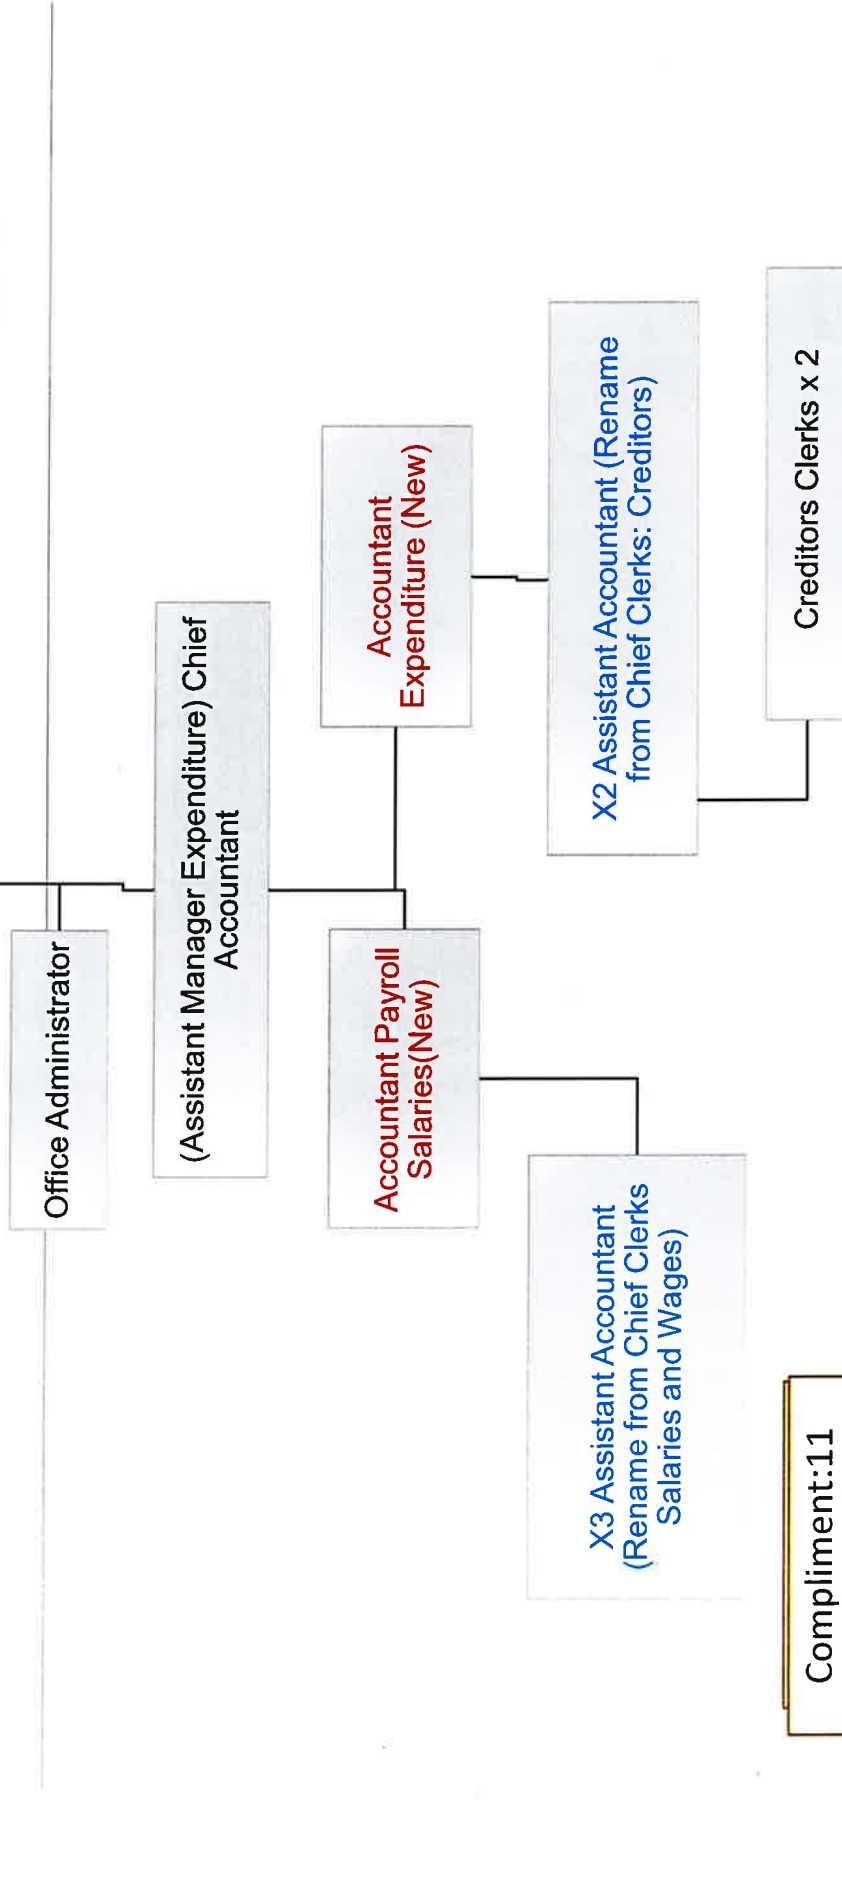 Office Administrator
(Assistant Manager Expenditure) Chief
Accountant
Accountant Payroll
Salaries(New)
Accountant
Expenditure (New)
X3 Assistant Accountant
(Rename from Chief Clerks
Salaries and Wages)
X2 Assistant Accountant (Rename
from Chief Clerks: Creditors)
Creditors Clerks x 2
Compliment:11